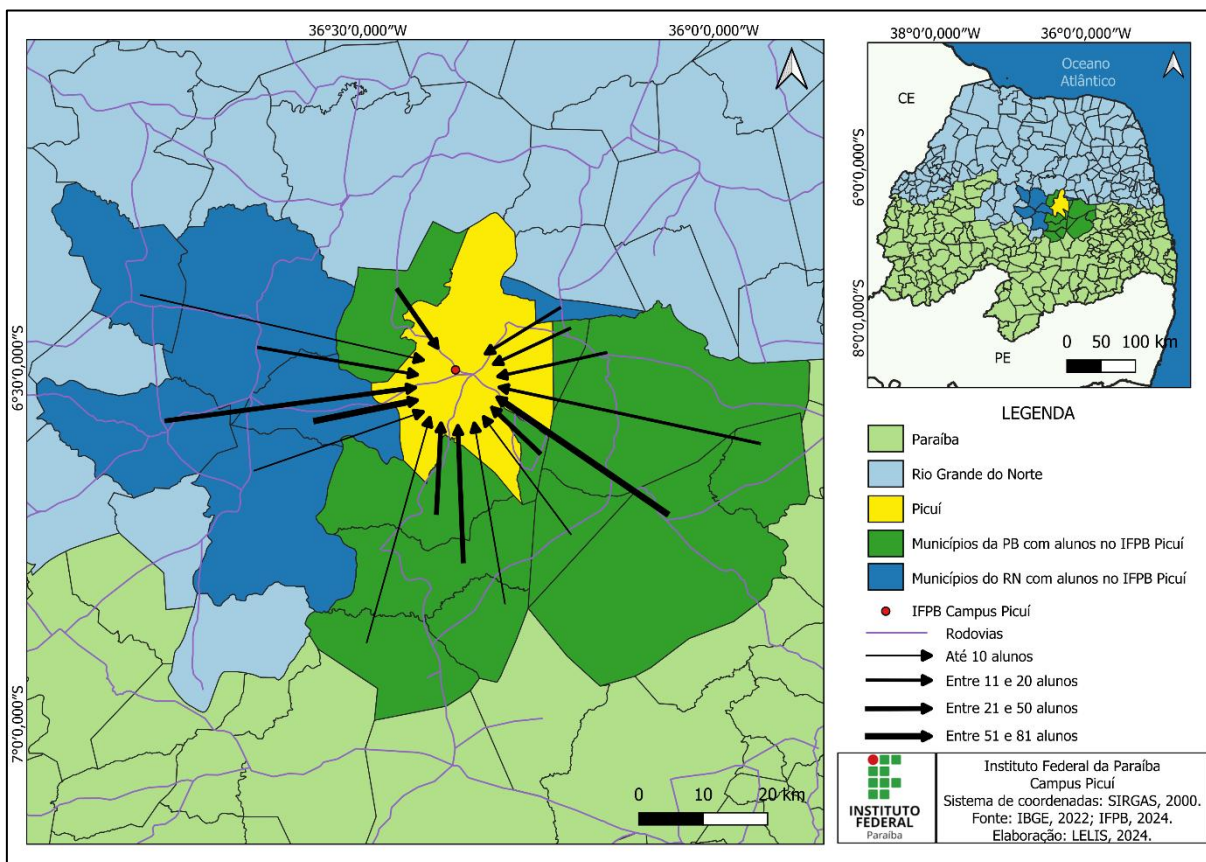 36°30'0,000"W
36°0'0,000"W
6°30'0,000"S
7°0'0,000"S
0 10 20 km
38°0'0,000"W
36°0'0,000"W
6°0'0,000"S
8°0'0,000"S
Oceano
Atlântico
CE
PE
0 50 100 km
LEGENDA
Paraíba
Rio Grande do Norte
Picuí
Municípios da PB com alunos no IFPB Picuí
Municípios do RN com alunos no IFPB Picuí
IFPB Campus Picuí
Rodovias
Até 10 alunos
Entre 11 e 20 alunos
Entre 21 e 50 alunos
Entre 51 e 81 alunos
INSTITUTO
FEDERAL
Paraíba
Instituto Federal da Paraíba
Campus Picuí
Sistema de coordenadas: SIRGAS, 2000.
Fonte: IBGE, 2022; IFPB, 2024.
Elaboração: LELIS, 2024.